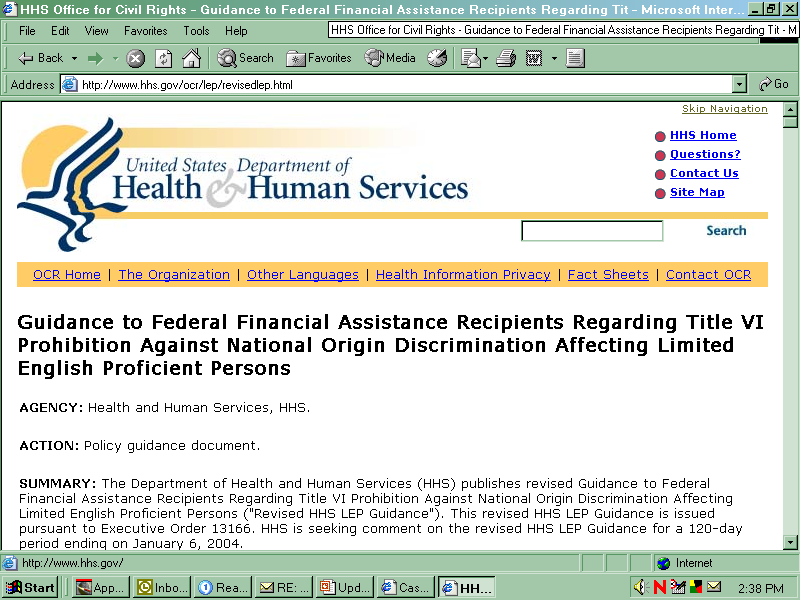 HHS Office for Civil Rights - Guidance to Federal Financial Assistance Recipients Regarding Tit - Microsoft Inter...
File Edit View Favorites Tools Help
HHS Office for Civil Rights - Guidance to Federal Financial Assistance Recipients Regarding Tit - M
Back Search Favorites Media
Address http://www.hhs.gov/ocr/lep/revisedlep.html Go
Skip Navigation
HHS Home
Questions?
Contact Us
Site Map
United States Department of
Health & Human Services
Search
OCR Home | The Organization | Other Languages | Health Information Privacy | Fact Sheets | Contact OCR
Guidance to Federal Financial Assistance Recipients Regarding Title VI
Prohibition Against National Origin Discrimination Affecting Limited
English Proficient Persons
AGENCY: Health and Human Services, HHS.
ACTION: Policy guidance document.
SUMMARY: The Department of Health and Human Services (HHS) publishes revised Guidance to Federal
Financial Assistance Recipients Regarding Title VI Prohibition Against National Origin Discrimination Affecting
Limited English Proficient Persons ("Revised HHS LEP Guidance"). This revised HHS LEP Guidance is issued
pursuant to Executive Order 13166. HHS is seeking comment on the revised HHS LEP Guidance for a 120-day
period ending on January 6, 2004.
http://www.hhs.gov/ Internet
Start App... Inbo... Rea... RE: ... Upd... Cas... HH... 2:38 PM